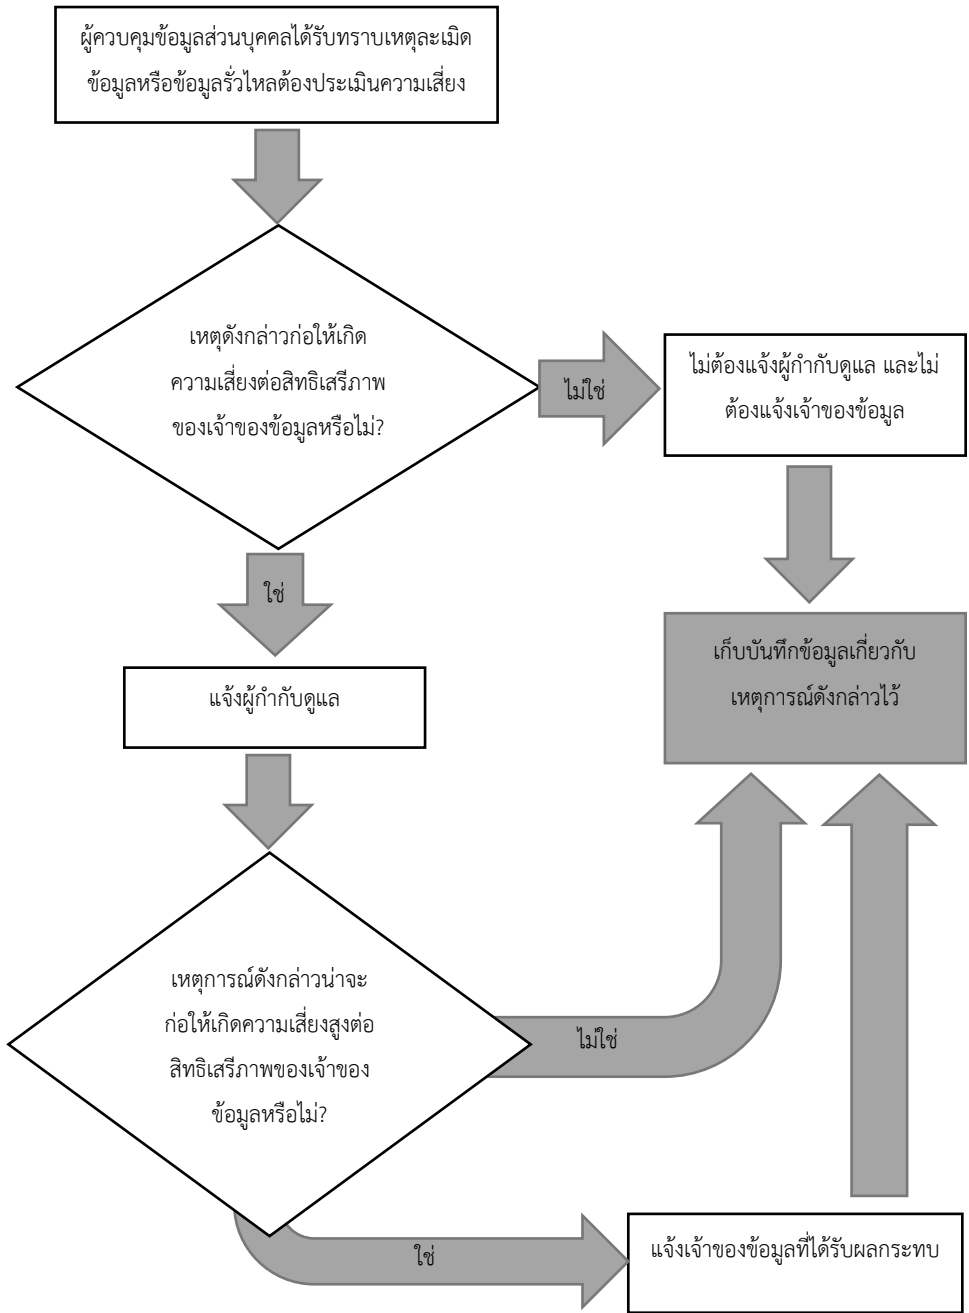 ผู้ควบคุมข้อมูลส่วนบุคคลได้รับทราบเหตุละเมิด
ข้อมูลหรือข้อมูลรั่วไหลต้องประเมินความเสี่ยง
เหตุดังกล่าวก่อให้เกิด
ความเสี่ยงต่อสิทธิเสรีภาพ
ของเจ้าของข้อมูลหรือไม่?
ไม่ใช่
ไม่ต้องแจ้งผู้กำกับดูแล และไม่
ต้องแจ้งเจ้าของข้อมูล
ใช่
เก็บบันทึกข้อมูลเกี่ยวกับ
เหตุการณ์ดังกล่าวไว้
แจ้งผู้กำกับดูแล
เหตุการณ์ดังกล่าวน่าจะ
ก่อให้เกิดความเสี่ยงสูงต่อ
สิทธิเสรีภาพของเจ้าของ
ข้อมูลหรือไม่?
ไม่ใช่
ใช่
แจ้งเจ้าของข้อมูลที่ได้รับผลกระทบ